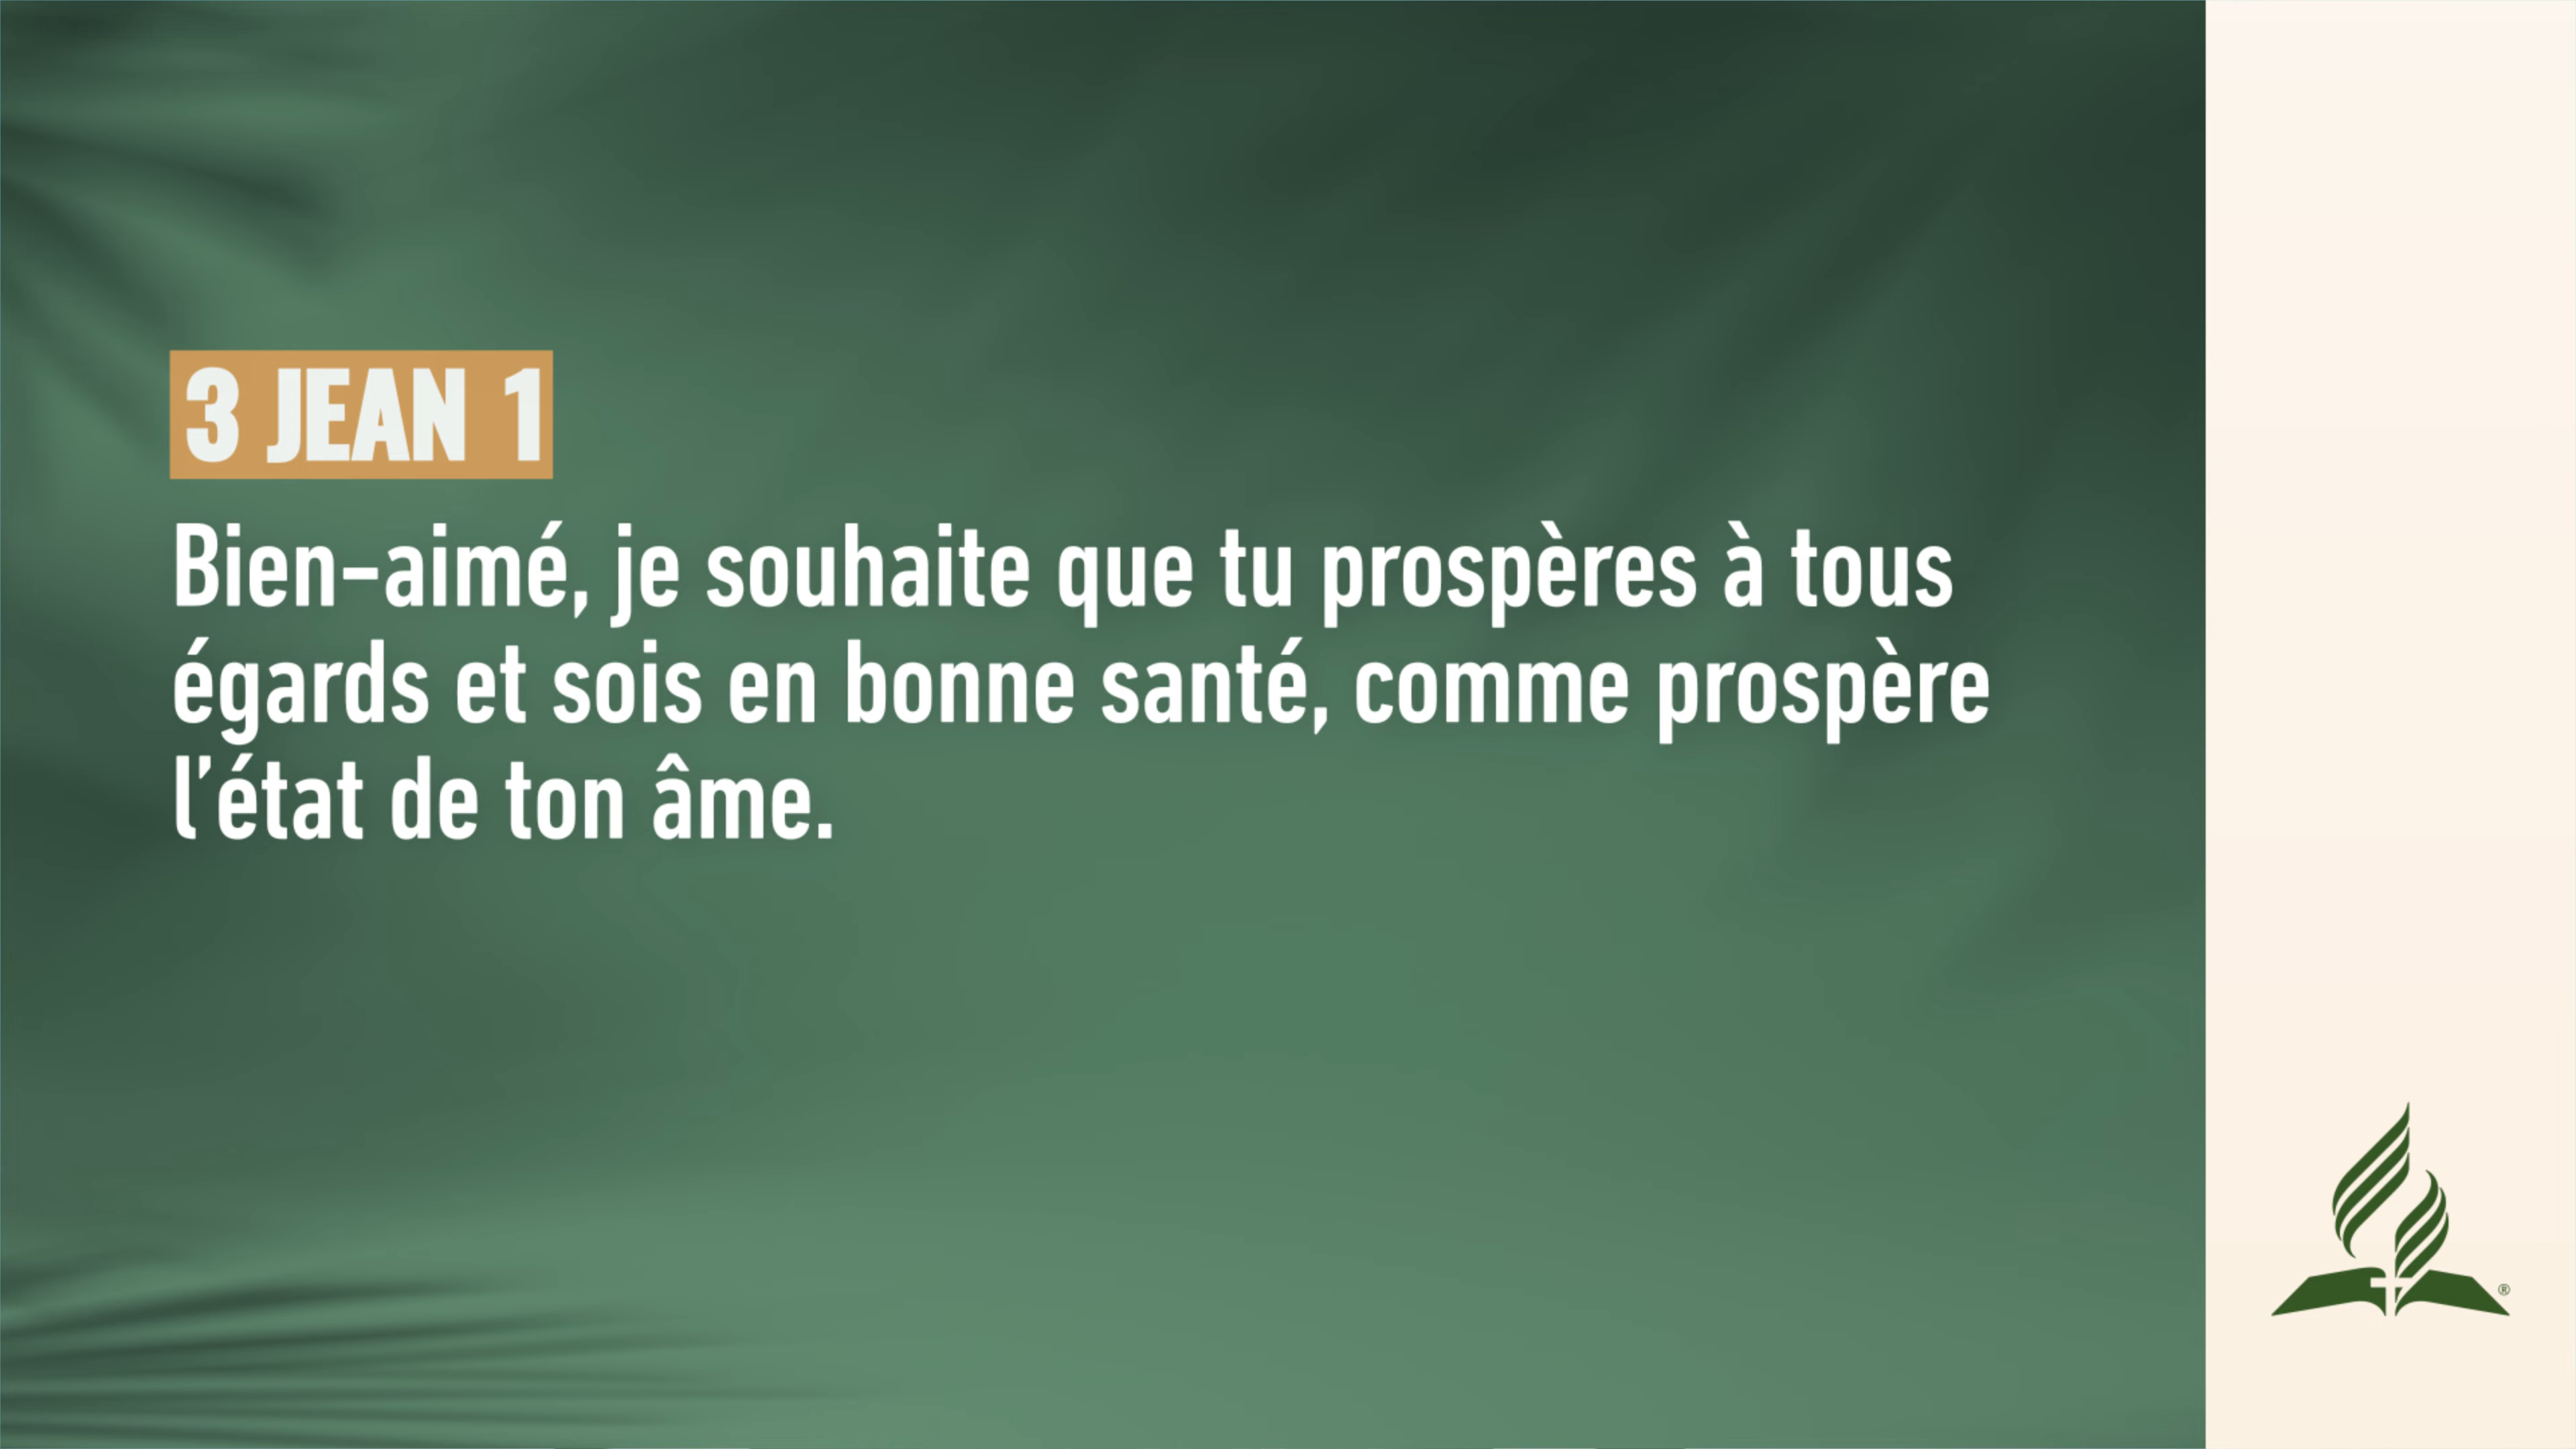 3 JEAN 1
Bien-aimé, je souhaite que tu prospères à tous
égards et sois en bonne santé, comme prospère
l’état de ton âme.
®